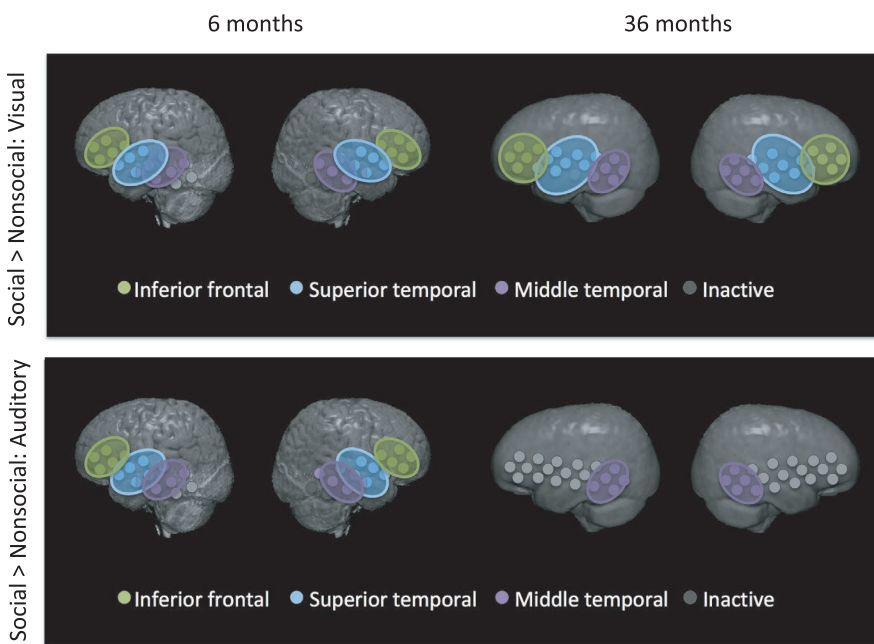 6 months 36 months
Social > Nonsocial: Visual
Inferior frontal Superior temporal Middle temporal Inactive
Social > Nonsocial: Auditory
Inferior frontal Superior temporal Middle temporal Inactive